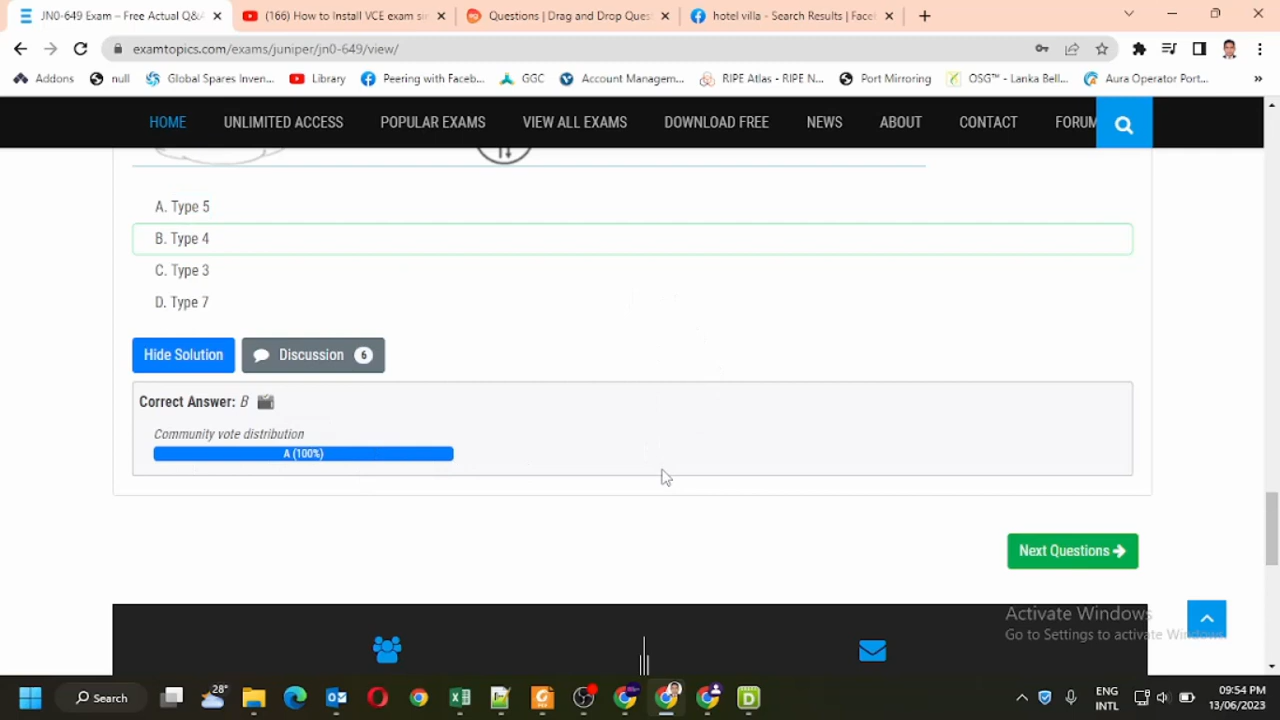 JN0-649 Exam – Free Actual Q&A
(166) How to Install VCE exam sim
Questions | Drag and Drop Quest
hotel villa - Search Results | Faceb
examtopics.com/exams/juniper/jn0-649/view/
Addons
null
Global Spares Inven...
Library
Peering with Faceb...
GGC
Account Managem...
RIPE Atlas - RIPE N...
Port Mirroring
OSG™ - Lanka Bell...
Aura Operator Port...
»
HOME UNLIMITED ACCESS POPULAR EXAMS VIEW ALL EXAMS DOWNLOAD FREE NEWS ABOUT CONTACT FORUM
A. Type 5
B. Type 4
C. Type 3
D. Type 7
Hide Solution
Discussion 6
Correct Answer: B
Community vote distribution
A (100%)
Next Questions
Activate Windows
Go to Settings to activate Windows.
28°
Search
ENG
INTL
09:54 PM
13/06/2023